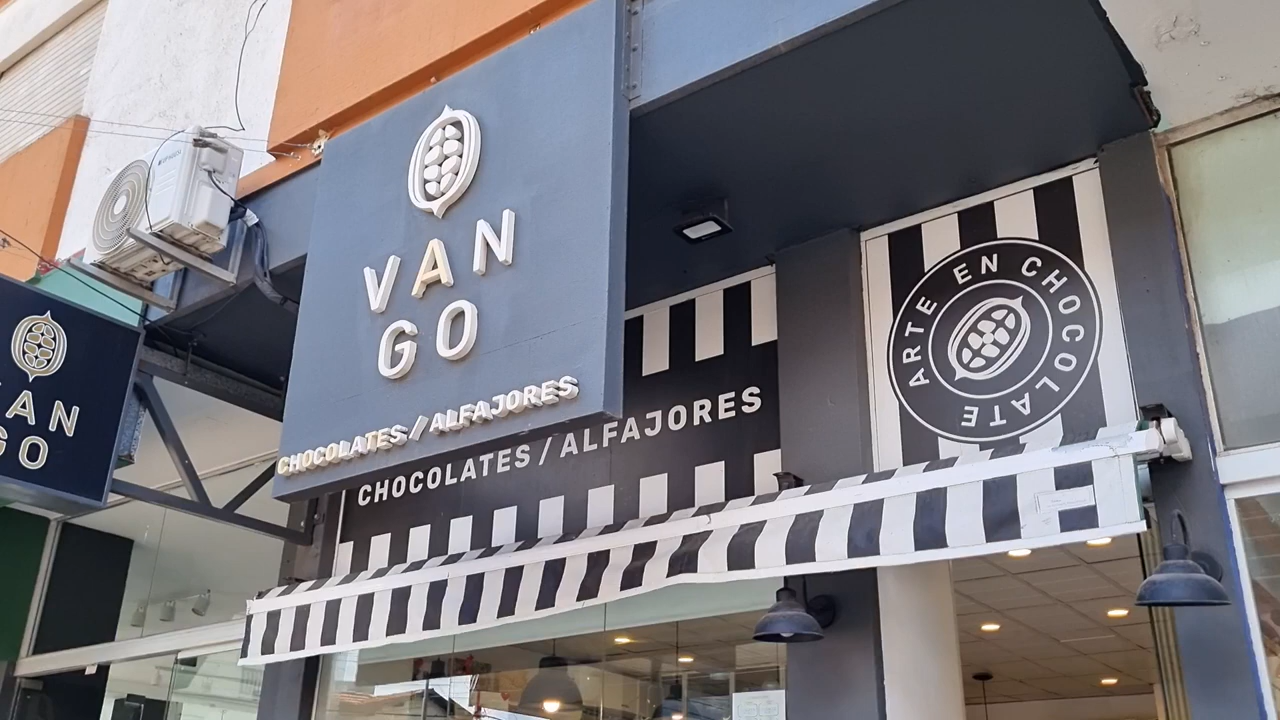 VAN
GO
CHOCOLATES/ALFAJORES
CHOCOLATES/ALFAJORES
ARTE EN CHOCOLATE
VAN
GO